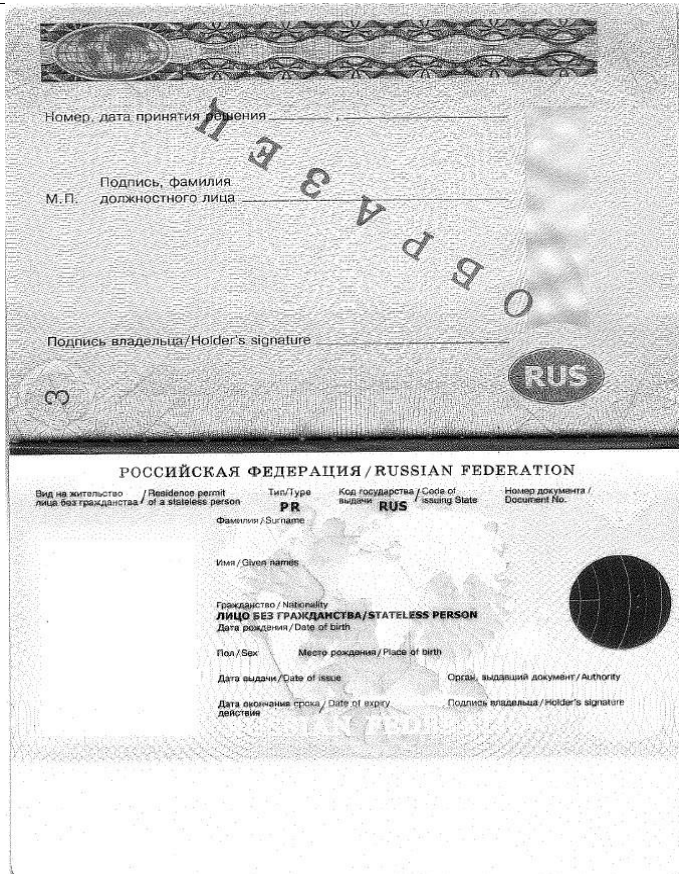 Номер, дата принятия решения ______ , ______________
ОБРАЗЕЦ
Подпись, фамилия
М.П. должностного лица ______________
Подпись владельца/Holder's signature ______________
3
RUS
РОССИЙСКАЯ ФЕДЕРАЦИЯ/RUSSIAN FEDERATION
Вид на жительство / Residence permit Тип/Type Код государства / Code of Номер документа /
лица без гражданства / of a stateless person PR выдачи RUS issuing State Document No.
Фамилия/Surname
Имя/Given names
Гражданство/Nationality
ЛИЦО БЕЗ ГРАЖДАНСТВА/STATELESS PERSON
Дата рождения/Date of birth
Пол/Sex Место рождения/Place of birth
Дата выдачи/Date of issue Орган, выдавший документ/Authority
Дата окончания срока / Date of expiry Подпись владельца/Holder's signature
действия